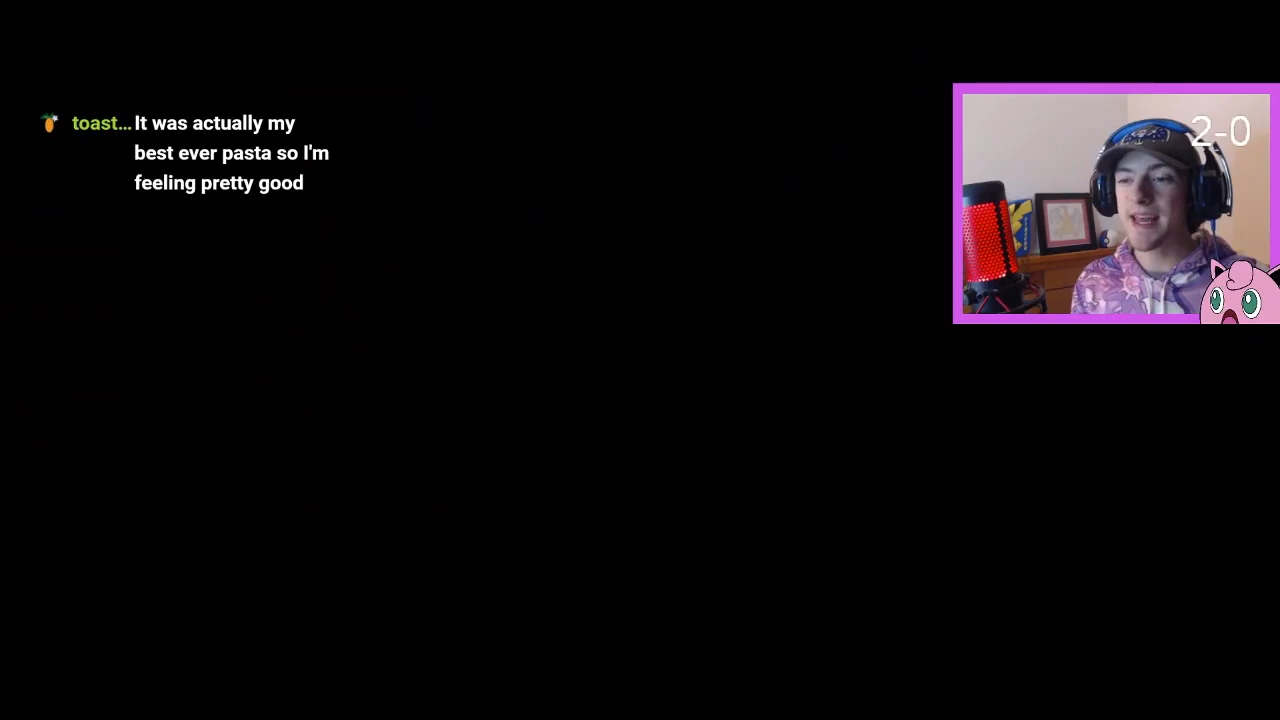 toast… It was actually my
best ever pasta so I'm
feeling pretty good
2-0